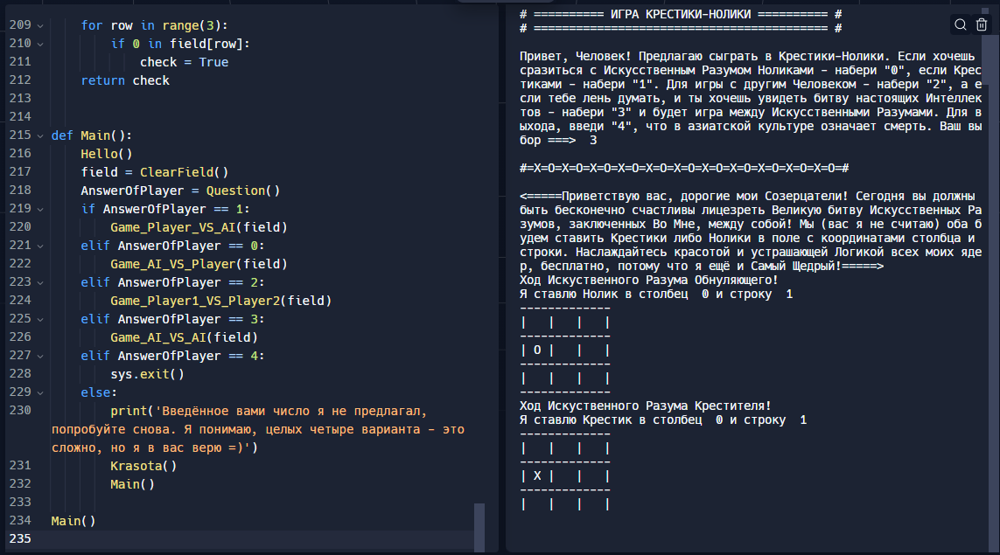 209 for row in range(3):
210 if 0 in field[row]:
211 check = True
212 return check
213
214
215 def Main():
216 Hello()
217 field = ClearField()
218 AnswerOfPlayer = Question()
219 if AnswerOfPlayer == 1:
220 Game_Player_VS_AI(field)
221 elif AnswerOfPlayer == 0:
222 Game_AI_VS_Player(field)
223 elif AnswerOfPlayer == 2:
224 Game_Player1_VS_Player2(field)
225 elif AnswerOfPlayer == 3:
226 Game_AI_VS_AI(field)
227 elif AnswerOfPlayer == 4:
228 sys.exit()
229 else:
230 print('Введённое вами число я не предлагал,
попробуйте снова. Я понимаю, целых четыре варианта - это
сложно, но я в вас верю =)')
231 Krasota()
232 Main()
233
234 Main()
235
# ========== ИГРА КРЕСТИКИ-НОЛИКИ ========== #
# ========================================== #
Привет, Человек! Предлагаю сыграть в Крестики-Нолики. Если хочешь
сразиться с Искусственным Разумом Ноликами - набери "0", если Крес
тиками - набери "1". Для игры с другим Человеком - набери "2", а е
сли тебе лень думать, и ты хочешь увидеть битву настоящих Интеллек
тов - набери "3" и будет игра между Искусственными Разумами. Для в
ыхода, введи "4", что в азиатской культуре означает смерть. Ваш вы
бор ===> 3
#=X=O=X=O=X=O=X=O=X=O=X=O=X=O=X=O=X=O=X=O=X=O=#
<=====Приветствую вас, дорогие мои Созерцатели! Сегодня вы должны
быть бесконечно счастливы лицезреть Великую битву Искусственных Ра
зумов, заключенных Во Мне, между собой! Мы (вас я не считаю) оба б
удем ставить Крестики либо Нолики в поле с координатами столбца и
строки. Наслаждайтесь красотой и устрашающей Логикой всех моих яде
р, бесплатно, потому что я ещё и Самый Щедрый!=====>
Ход Искуственного Разума Обнуляющего!
Я ставлю Нолик в столбец 0 и строку 1
-------------
|   |   |   |
-------------
| O |   |   |
-------------
|   |   |   |
-------------
Ход Искуственного Разума Крестителя!
Я ставлю Крестик в столбец 0 и строку 1
-------------
|   |   |   |
-------------
| X |   |   |
-------------
|   |   |   |